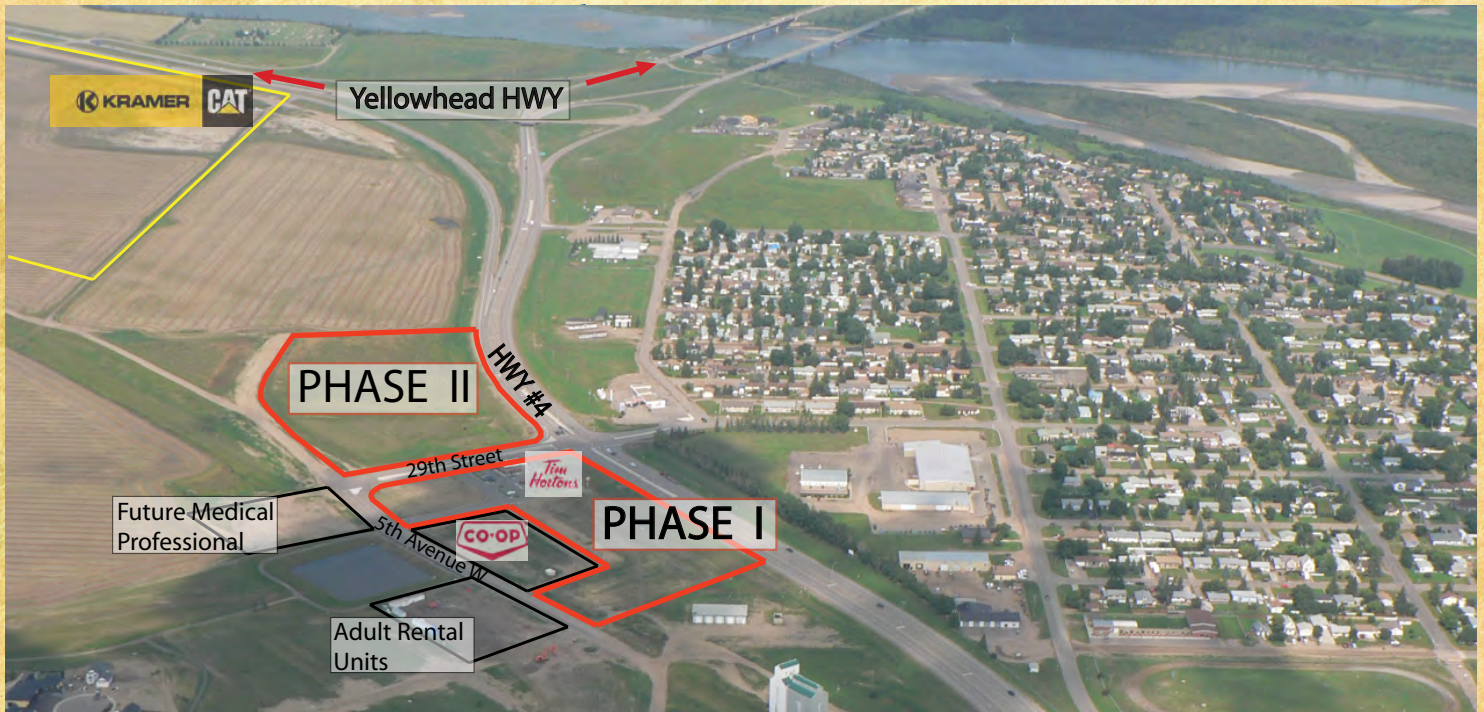 KRAMER CAT
Yellowhead HWY
PHASE II
HWY #4
29th Street
Tim
Hortons
PHASE I
CO·OP
5th Avenue W
Future Medical
Professional
Adult Rental
Units